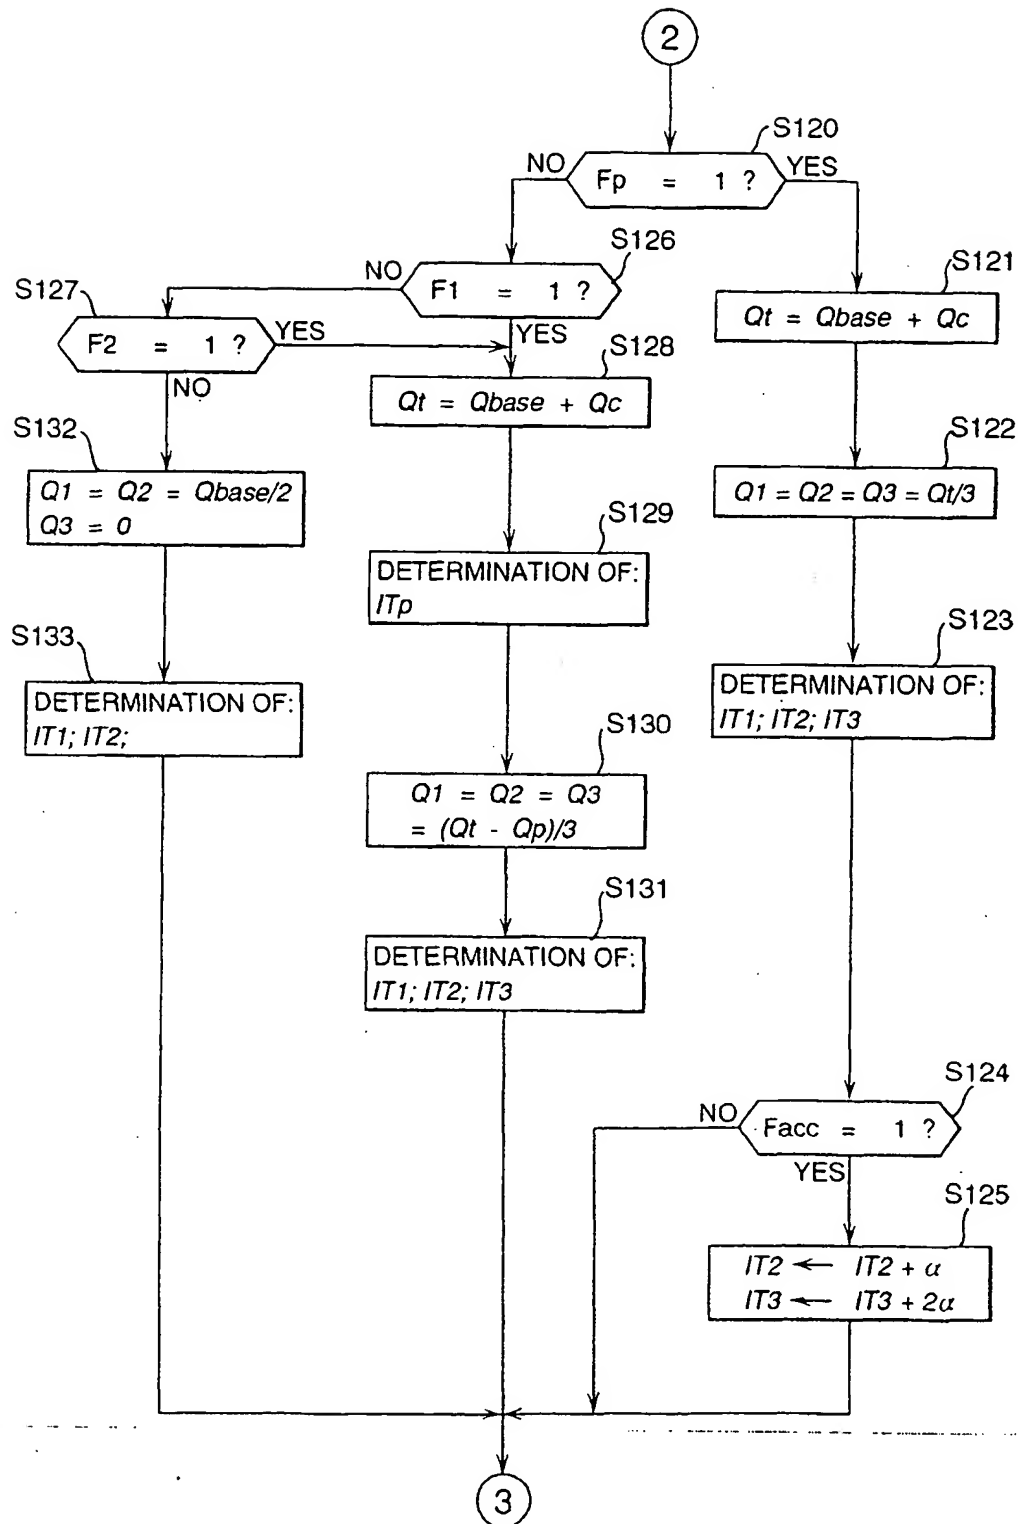 2
S120
NO
Fp = 1 ?
YES
S126
NO
F1 = 1 ?
YES
S121
Qt = Qbase + Qc
S127
F2 = 1 ?
YES
NO
S128
Qt = Qbase + Qc
S122
Q1 = Q2 = Q3 = Qt/3
S132
Q1 = Q2 = Qbase/2
Q3 = 0
S129
DETERMINATION OF:
ITp
S123
DETERMINATION OF:
IT1; IT2; IT3
S133
DETERMINATION OF:
IT1; IT2;
S130
Q1 = Q2 = Q3
= (Qt - Qp)/3
S131
DETERMINATION OF:
IT1; IT2; IT3
S124
NO
Facc = 1 ?
YES
S125
IT2 ← IT2 + α
IT3 ← IT3 + 2α
3